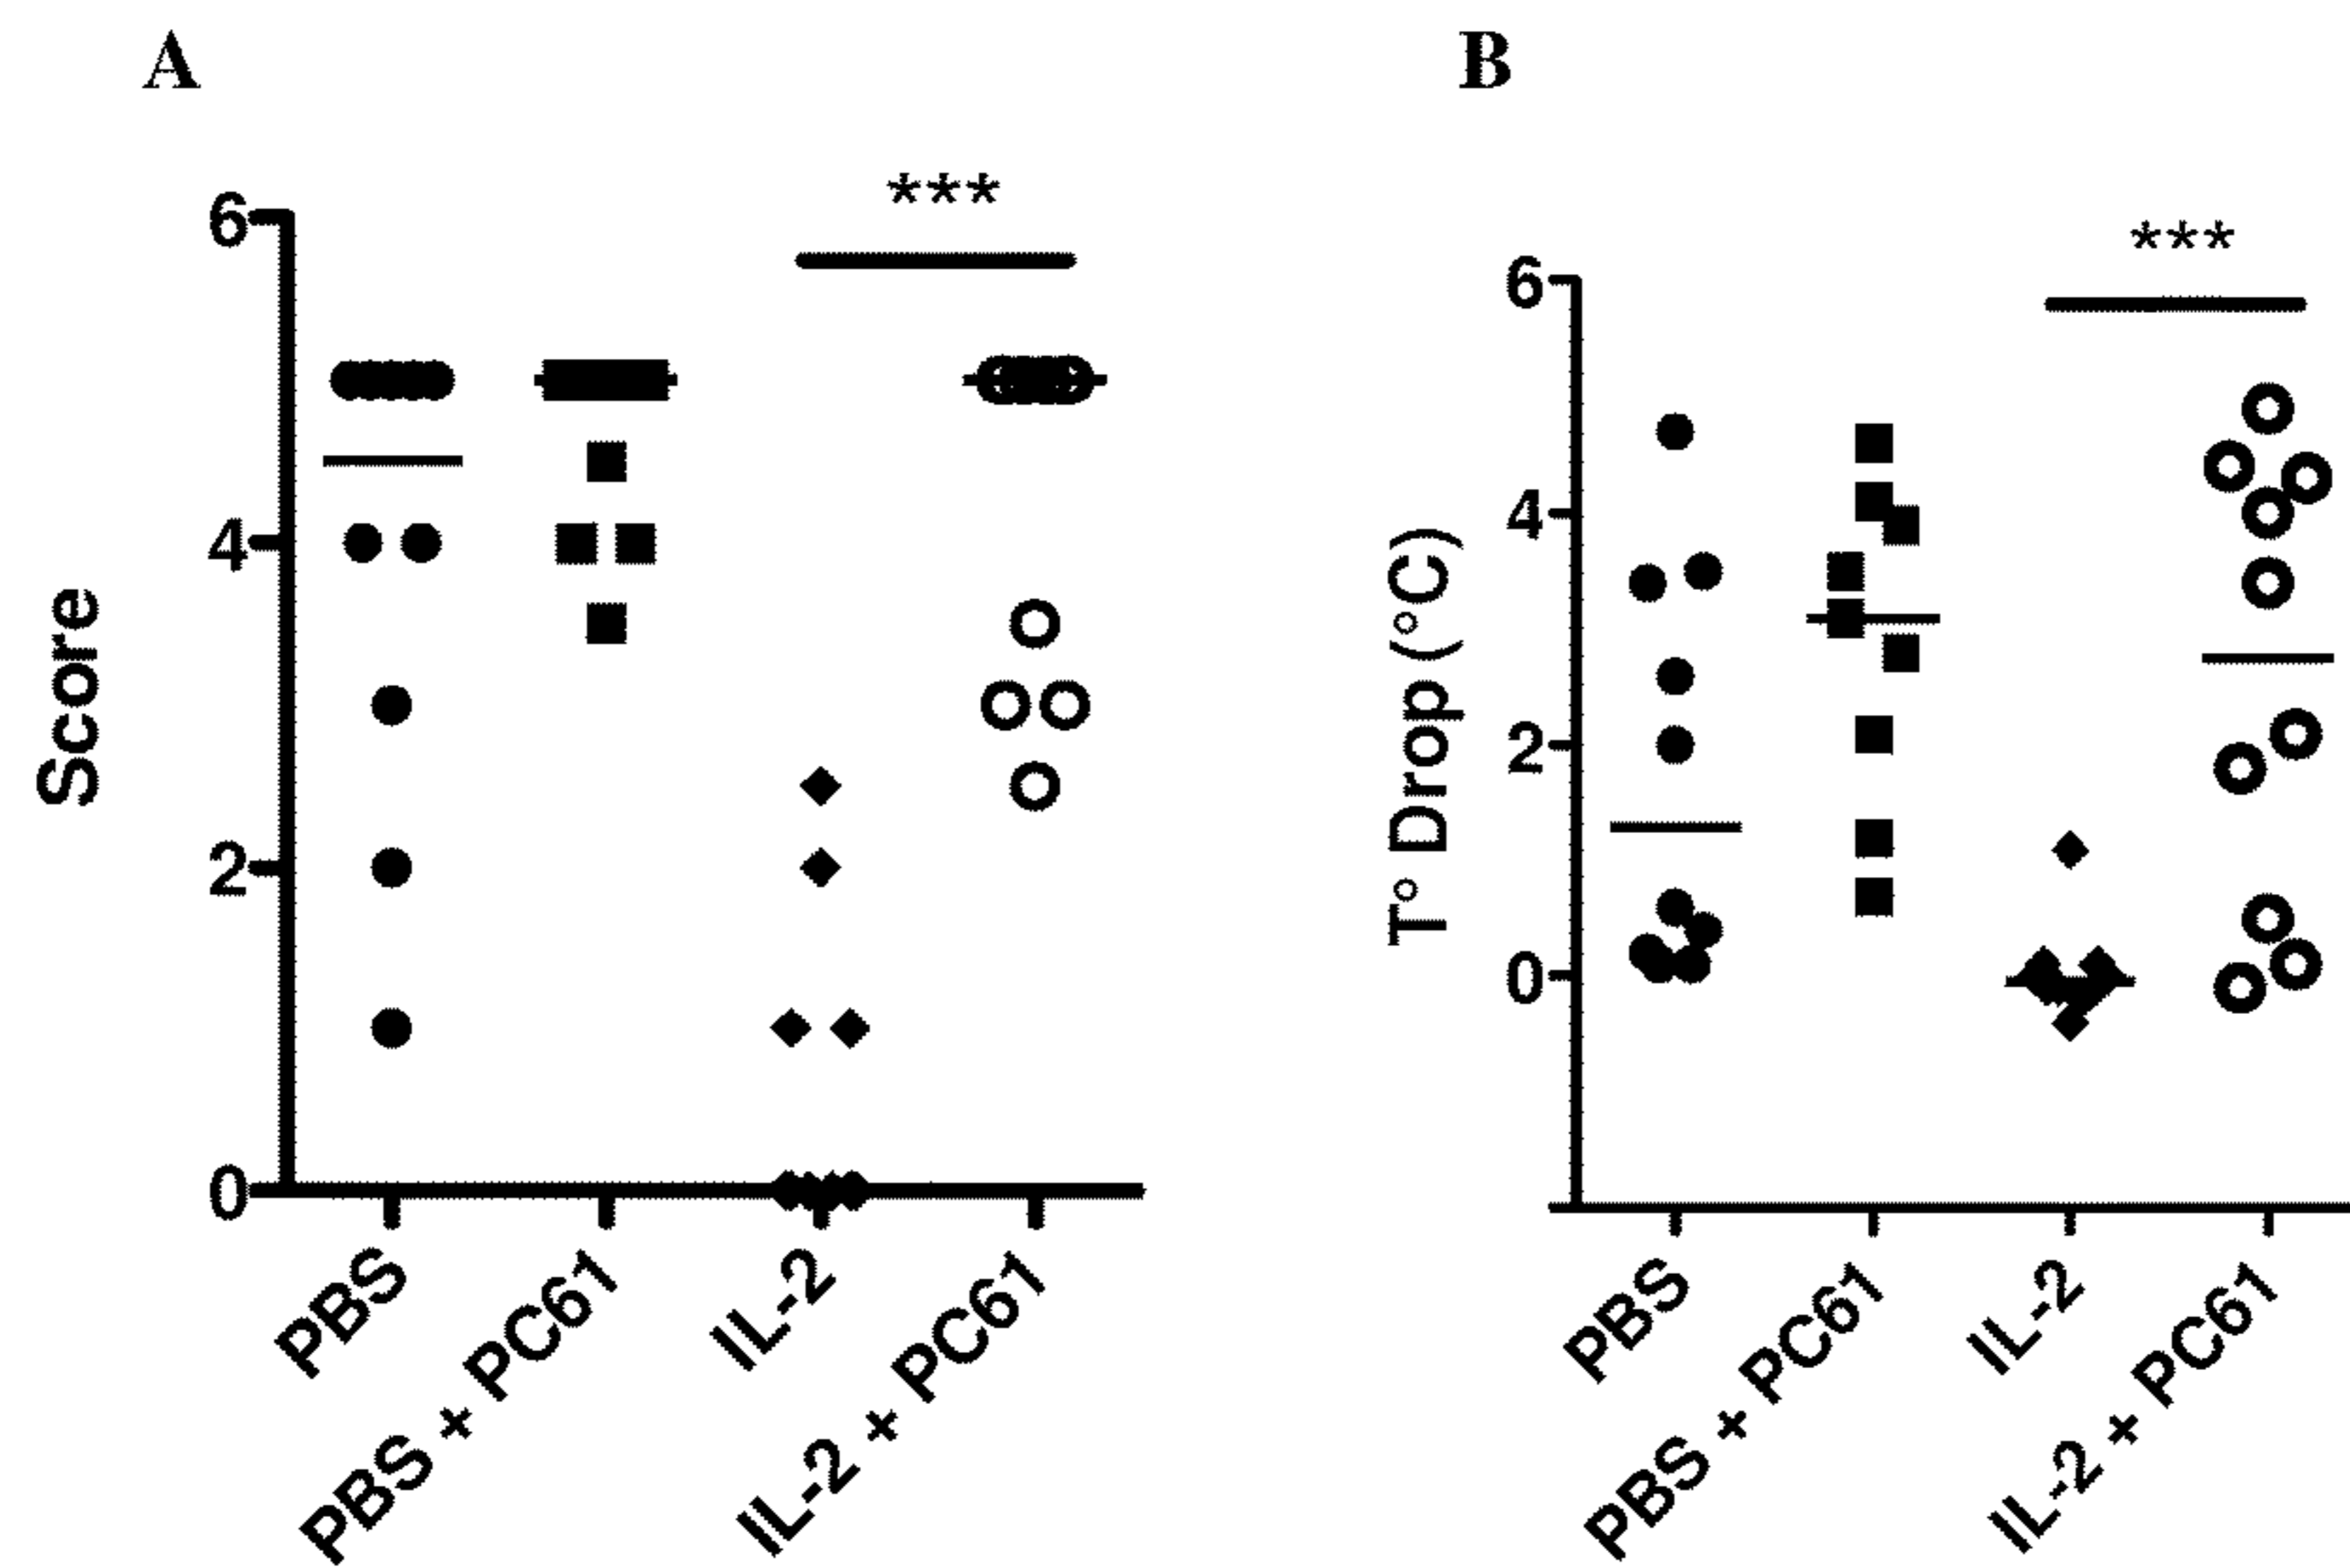 A
***
6
4
2
0
Score
PBS
PBS + PC61
IL-2
IL-2 + PC61
B
***
6
4
2
0
T° Drop (°C)
PBS
PBS + PC61
IL-2
IL-2 + PC61